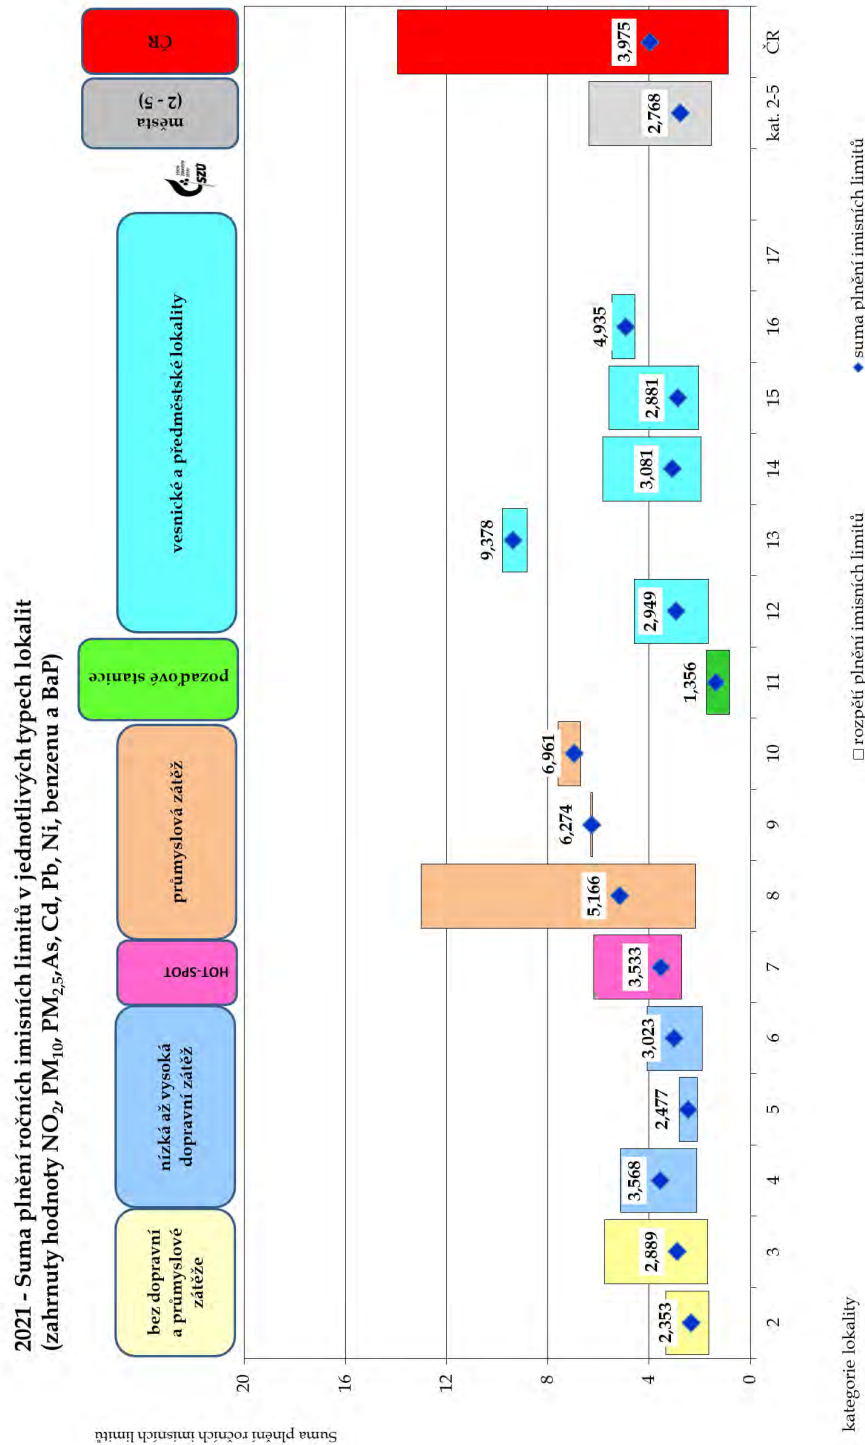 2021 - Suma plnění ročních imisních limitů v jednotlivých typech lokalit
(zahrnuty hodnoty NO2, PM10, PM2,5, As, Cd, Pb, Ni, benzenu a BaP)
bez dopravní
a průmyslové
zátěže
nízká až vysoká
dopravní zátěž
HOT-SPOT
průmyslová zátěž
pozaďové stanice
vesnické a předměstské lokality
SZÚ
města
(2 - 5)
ČR
Suma plnění ročních imisních limitů
20
16
12
8
4
0
2,353
2,889
3,568
2,477
3,023
3,533
5,166
6,274
6,961
1,356
2,949
9,378
3,081
2,881
4,935
2,768
3,975
2
3
4
5
6
7
8
9
10
11
12
13
14
15
16
17
kat. 2-5
ČR
kategorie lokality
rozpětí plnění imisních limitů
suma plnění imisních limitů